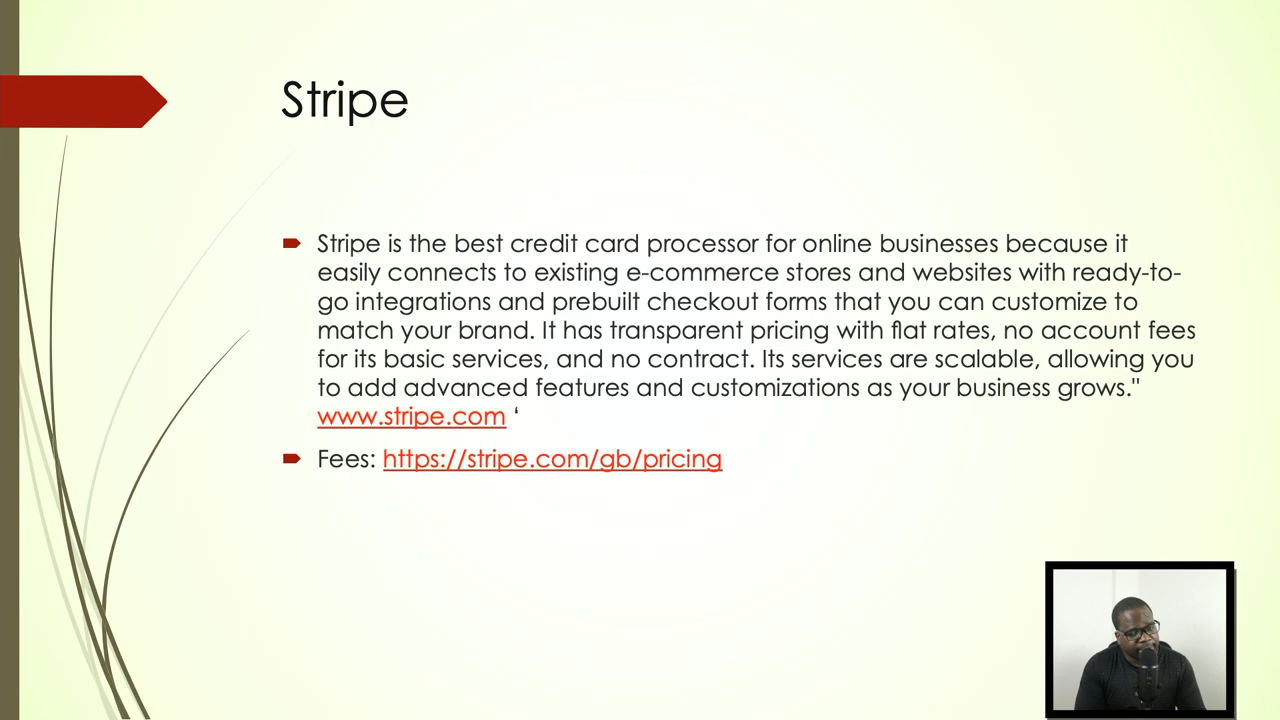 Stripe
Stripe is the best credit card processor for online businesses because it
easily connects to existing e-commerce stores and websites with ready-to-
go integrations and prebuilt checkout forms that you can customize to
match your brand. It has transparent pricing with flat rates, no account fees
for its basic services, and no contract. Its services are scalable, allowing you
to add advanced features and customizations as your business grows."
www.stripe.com ‘
Fees: https://stripe.com/gb/pricing